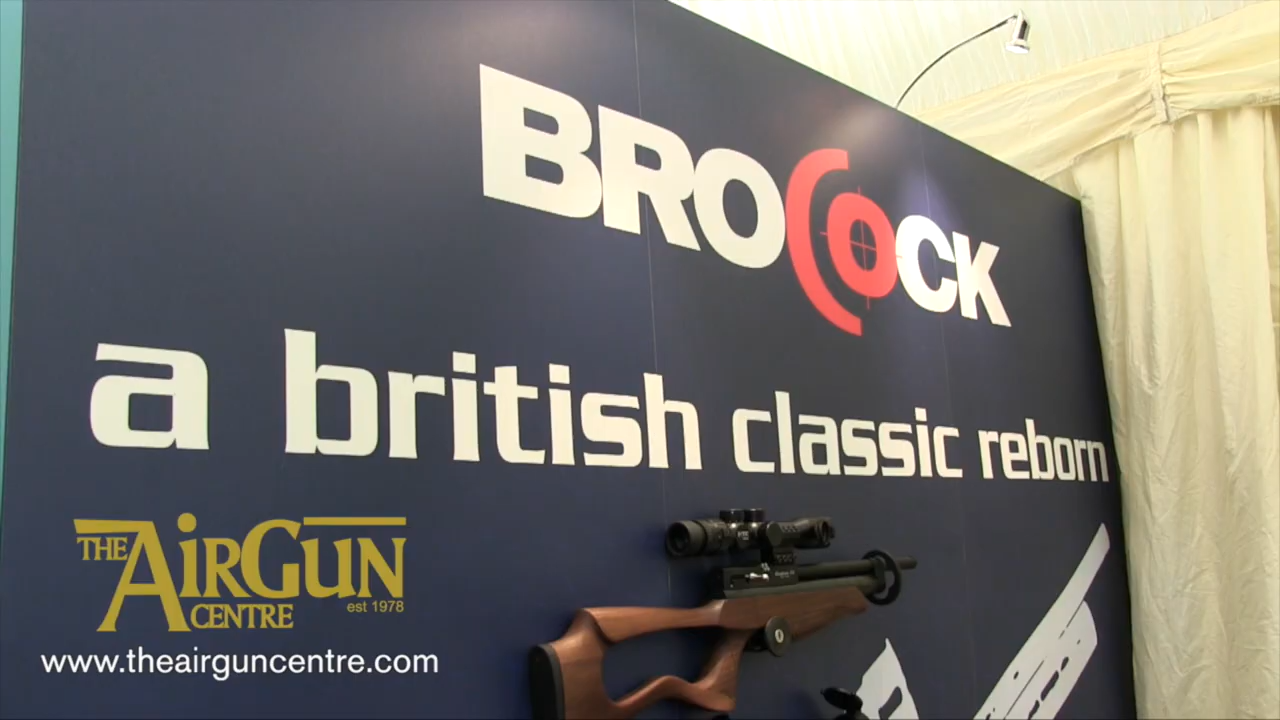 BROCOCK
a british classic reborn
THE AIRGUN
CENTRE
est 1978
www.theairguncentre.com